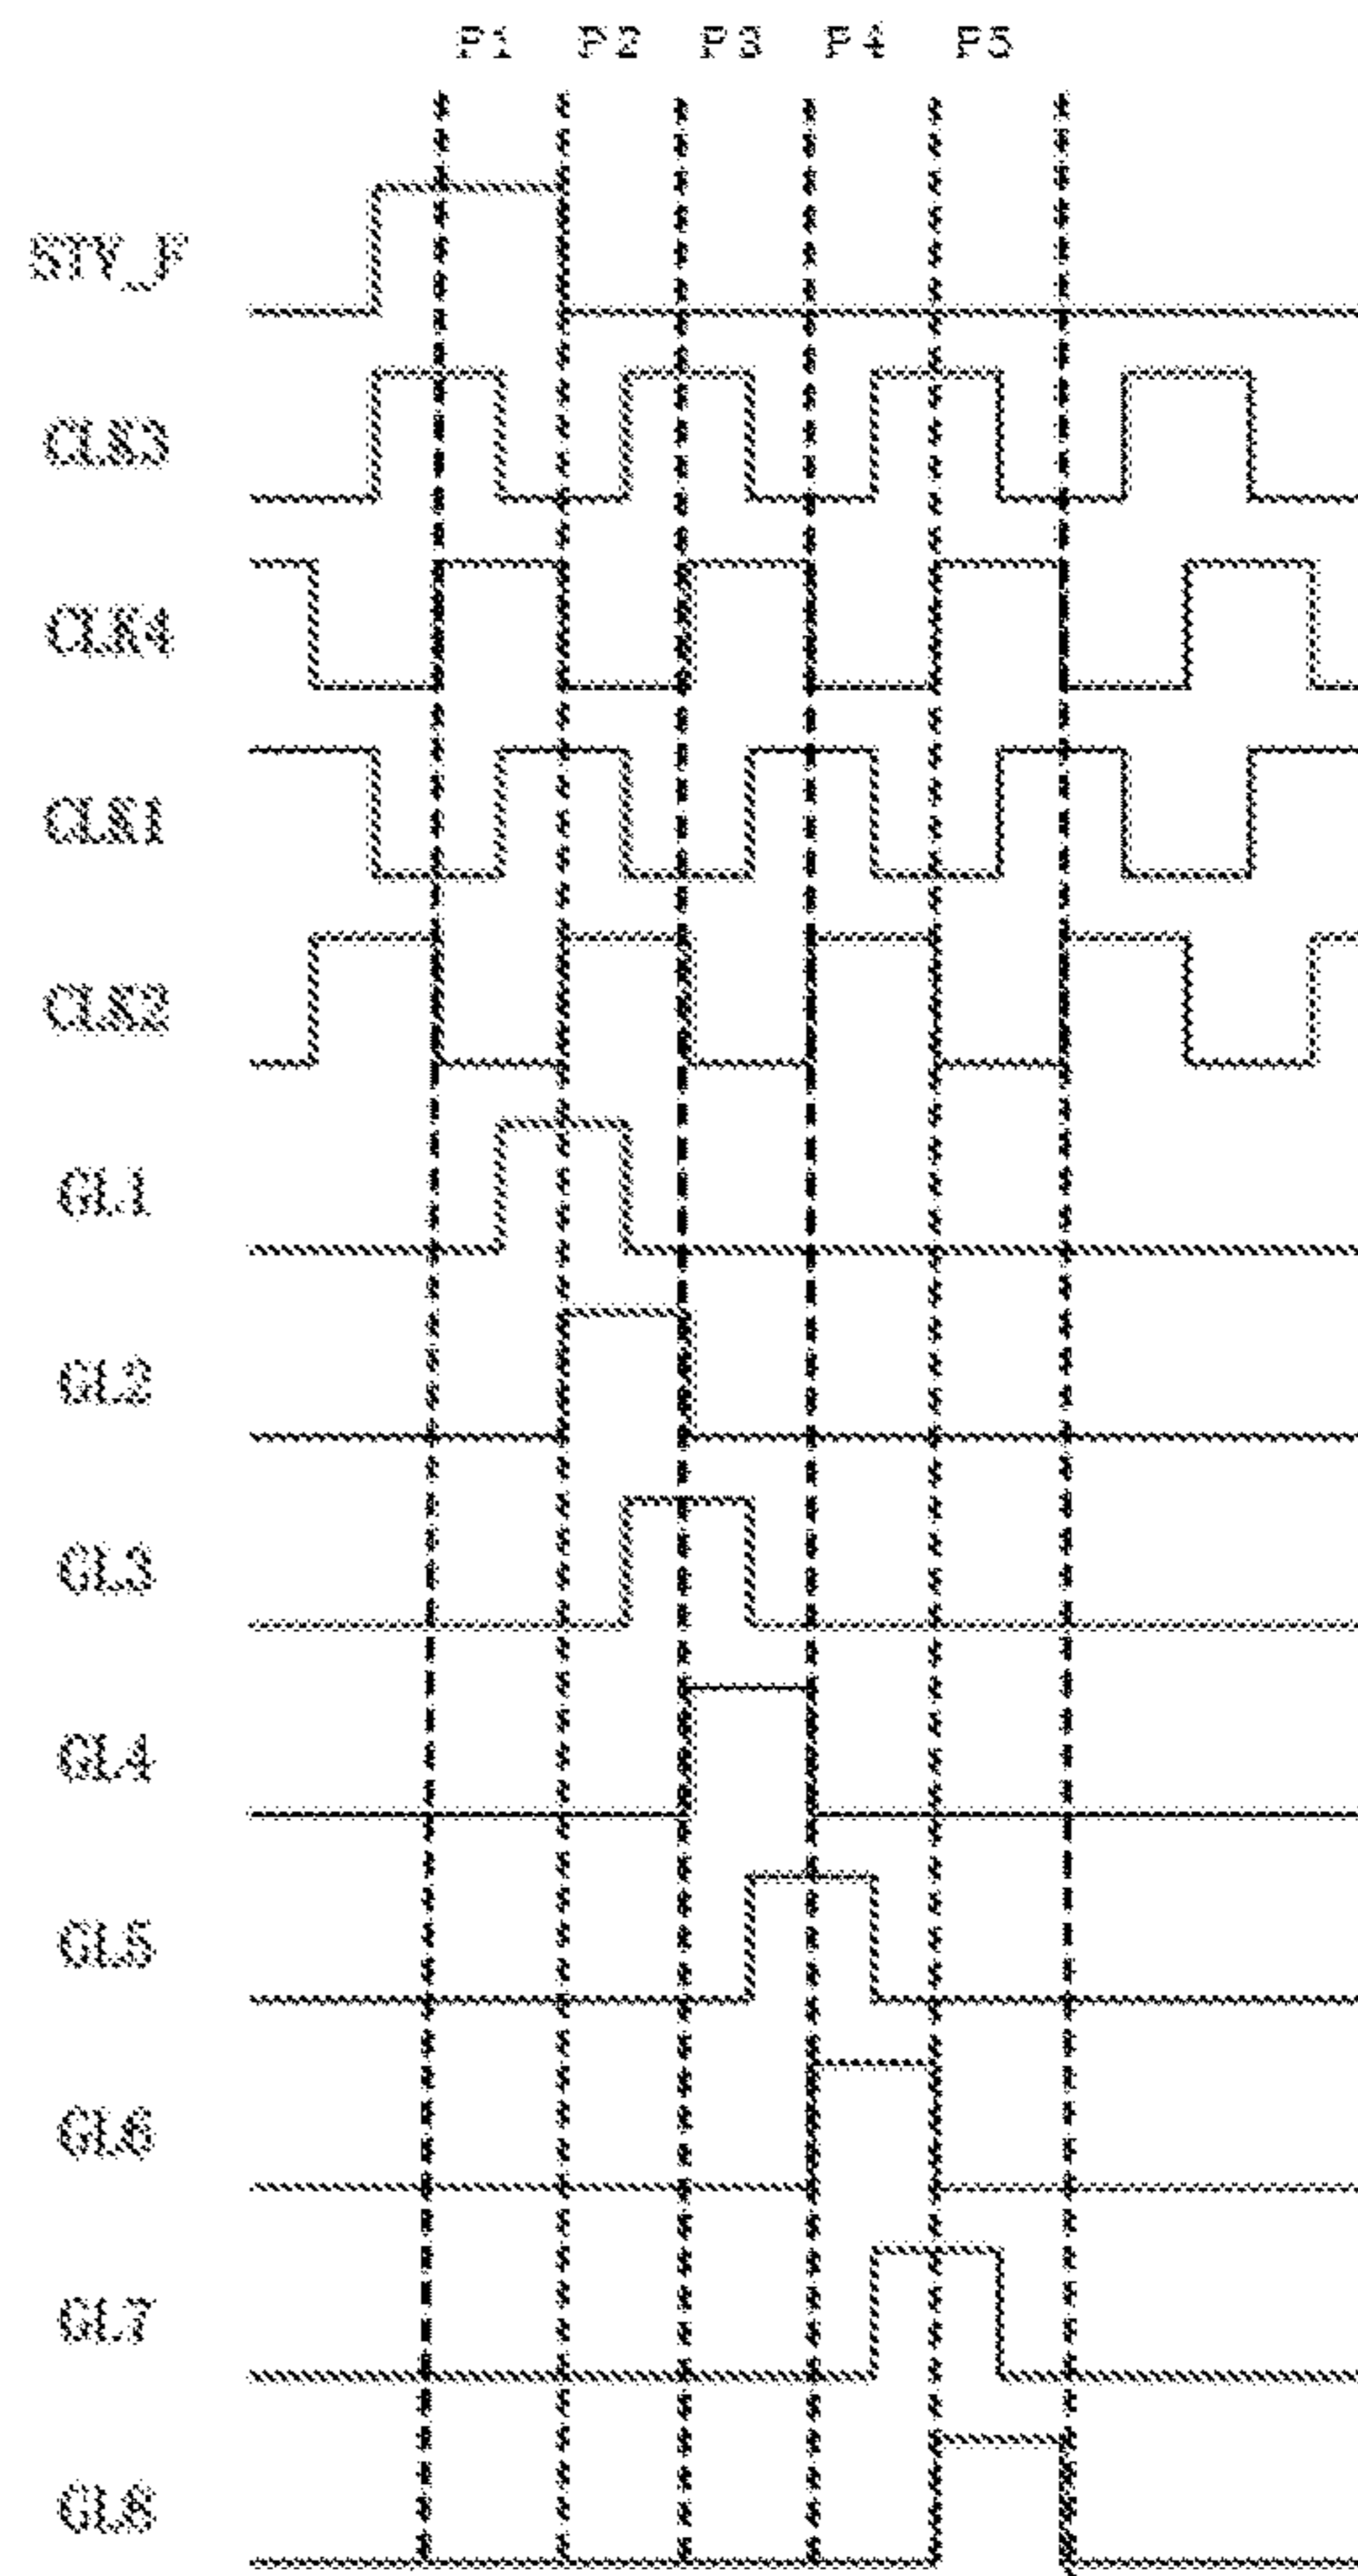 P1 P2 P3 P4 P5
STV_F
CLK3
CLK4
CLK1
CLK2
GL1
GL2
GL3
GL4
GL5
GL6
GL7
GL8